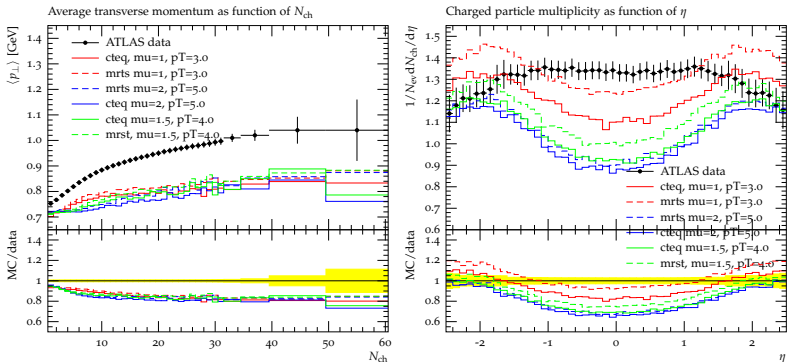 Average transverse momentum as function of Nch
⟨p⊥⟩ [GeV]
1.4
1.3
1.2
1.1
1.0
0.9
0.8
0.7
ATLAS data
cteq, mu=1, pT=3.0
mrts, mu=1, pT=3.0
mrts mu=2, pT=5.0
cteq mu=2, pT=5.0
cteq mu=1.5, pT=4.0
mrst, mu=1.5, pT=4.0
MC/data
1.4
1.2
1
0.8
0.6
10 20 30 40 50 60
Nch
Charged particle multiplicity as function of η
1/Nev dNch/dη
1.5
1.4
1.3
1.2
1.1
1.0
0.9
0.8
0.7
0.6
ATLAS data
cteq, mu=1, pT=3.0
mrts, mu=1, pT=3.0
mrts mu=2, pT=5.0
cteq mu=2, pT=5.0
cteq mu=1.5, pT=4.0
mrst, mu=1.5, pT=4.0
MC/data
1.4
1.2
1
0.8
0.6
-2 -1 0 1 2
η